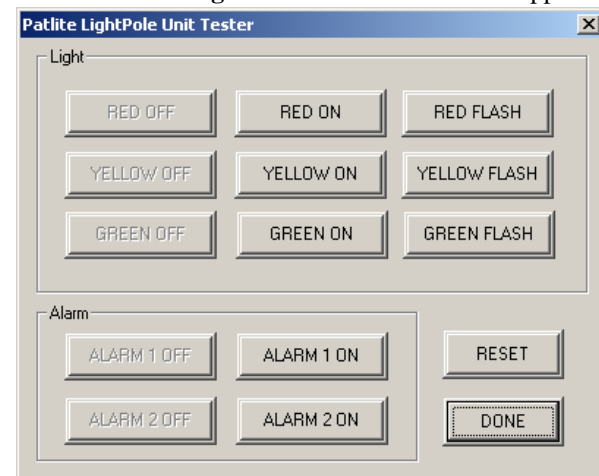 Patlite LightPole Unit Tester
Light
RED OFF RED ON RED FLASH
YELLOW OFF YELLOW ON YELLOW FLASH
GREEN OFF GREEN ON GREEN FLASH
Alarm
ALARM 1 OFF ALARM 1 ON RESET
ALARM 2 OFF ALARM 2 ON DONE